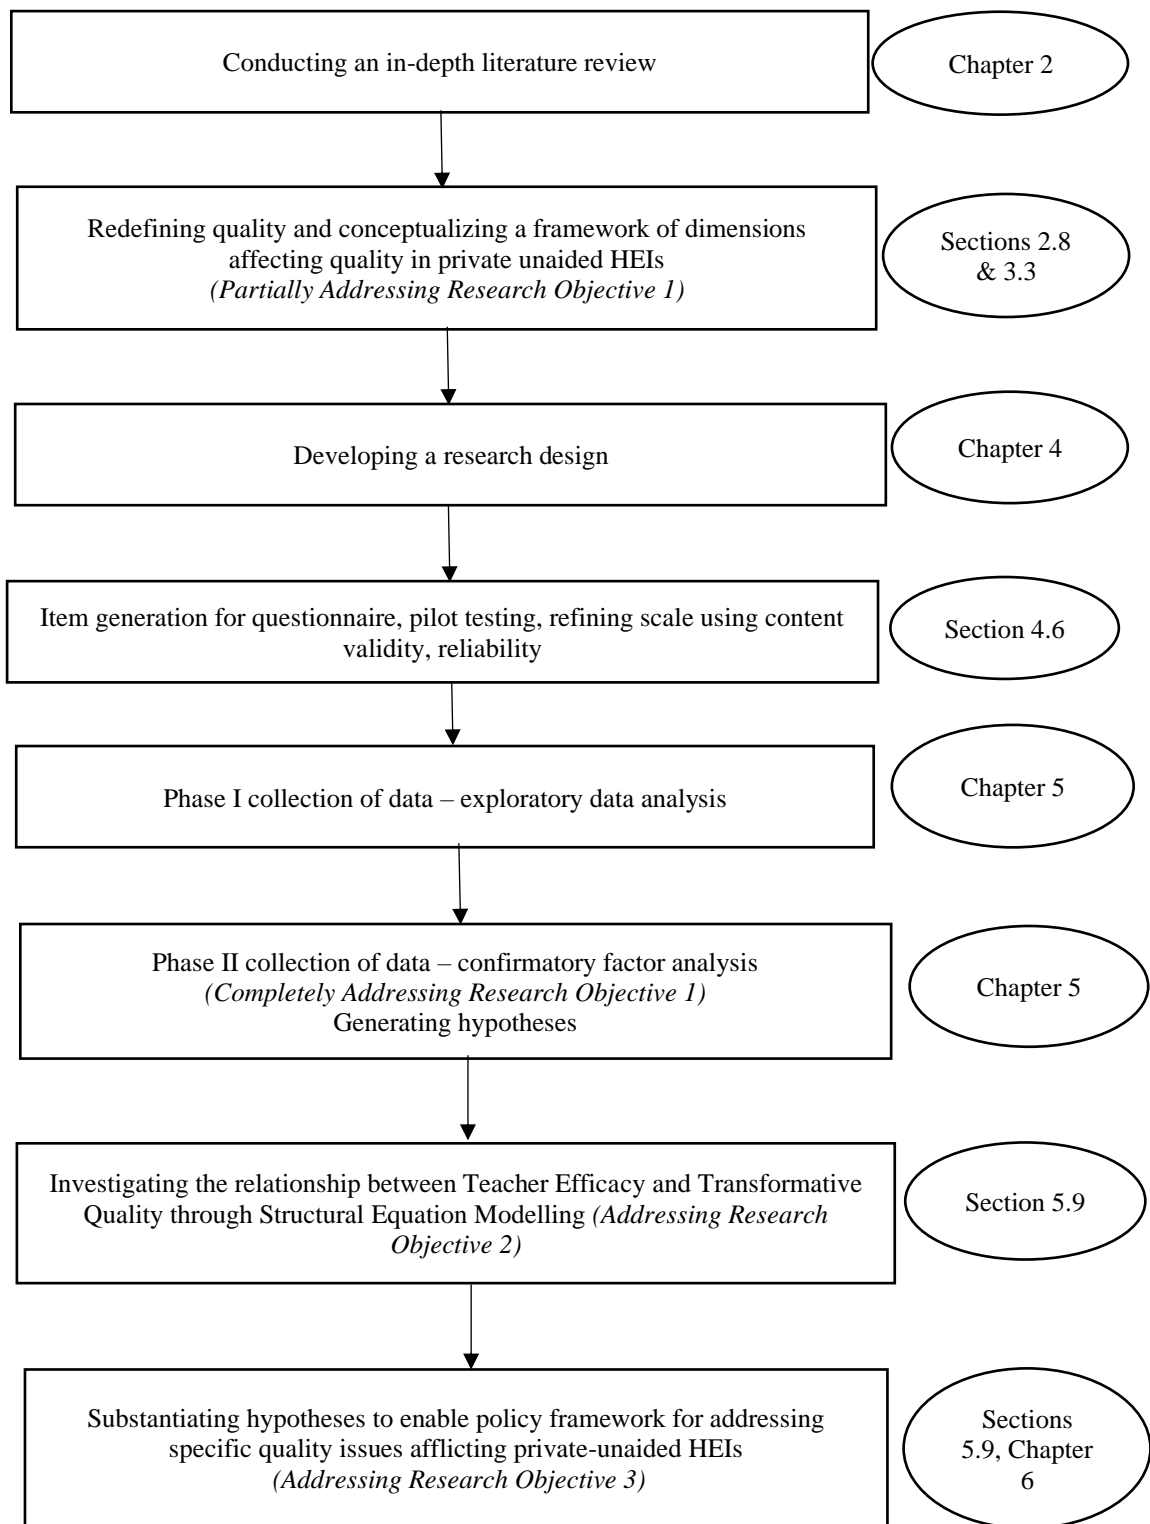 Conducting an in-depth literature review
Chapter 2
Redefining quality and conceptualizing a framework of dimensions
affecting quality in private unaided HEIs
(Partially Addressing Research Objective 1)
Sections 2.8
& 3.3
Developing a research design
Chapter 4
Item generation for questionnaire, pilot testing, refining scale using content
validity, reliability
Section 4.6
Phase I collection of data – exploratory data analysis
Chapter 5
Phase II collection of data – confirmatory factor analysis
(Completely Addressing Research Objective 1)
Generating hypotheses
Chapter 5
Investigating the relationship between Teacher Efficacy and Transformative
Quality through Structural Equation Modelling (Addressing Research
Objective 2)
Section 5.9
Substantiating hypotheses to enable policy framework for addressing
specific quality issues afflicting private-unaided HEIs
(Addressing Research Objective 3)
Sections
5.9, Chapter
6